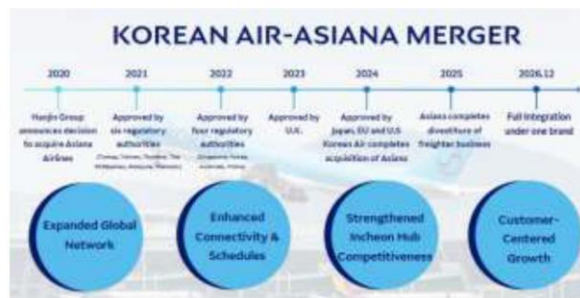 KOREAN AIR-ASIANA MERGER
2020
2021
2022
2023
2024
2025
2026.12
Hanjin Group
announces decision
to acquire Asiana
Airlines
Approved by
six regulatory
authorities
Approved by
four regulatory
authorities
Approved by
U.K.
Approved by
Japan, EU and U.S
Korean Air completes
acquisition of Asiana
Asiana completes
divestiture of
freighter business
Full Integration
under one brand
Expanded Global
Network
Enhanced
Connectivity &
Schedules
Strengthened
Incheon Hub
Competitiveness
Customer-
Centered
Growth